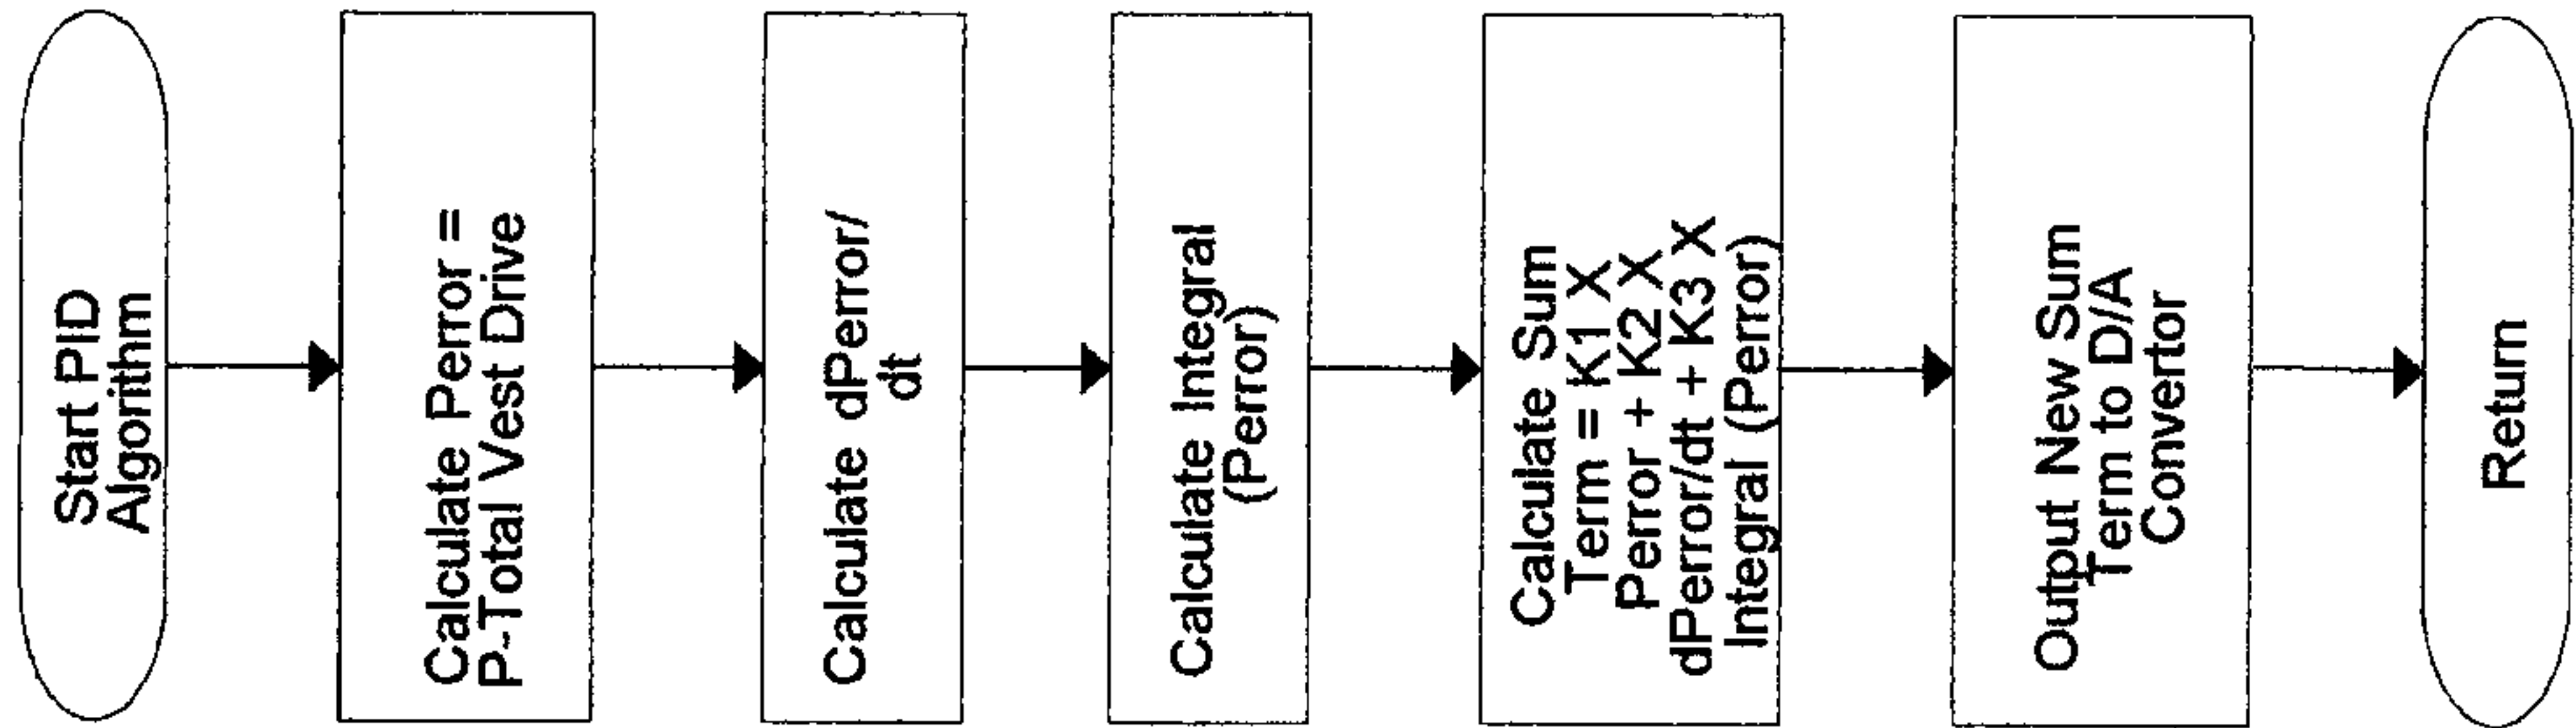 Start PID
Algorithm
Calculate Perror =
P-Total Vest Drive
Calculate dPerror/
dt
Calculate Integral
(Perror)
Calculate Sum
Term = K1 X
Perror + K2 X
dPerror/dt + K3 X
Integral (Perror)
Output New Sum
Term to D/A
Convertor
Return